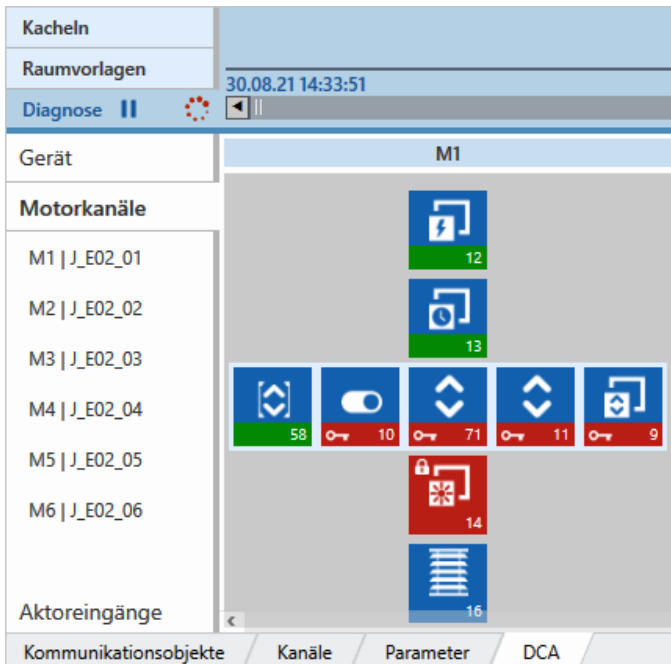 Kacheln
Raumvorlagen
30.08.21 14:33:51
Diagnose
Gerät
M1
Motorkanäle
12
M1 | J_E02_01
M2 | J_E02_02
13
M3 | J_E02_03
M4 | J_E02_04
58 10 71 11 9
M5 | J_E02_05
M6 | J_E02_06
14
Aktoreingänge
16
Kommunikationsobjekte Kanäle Parameter DCA